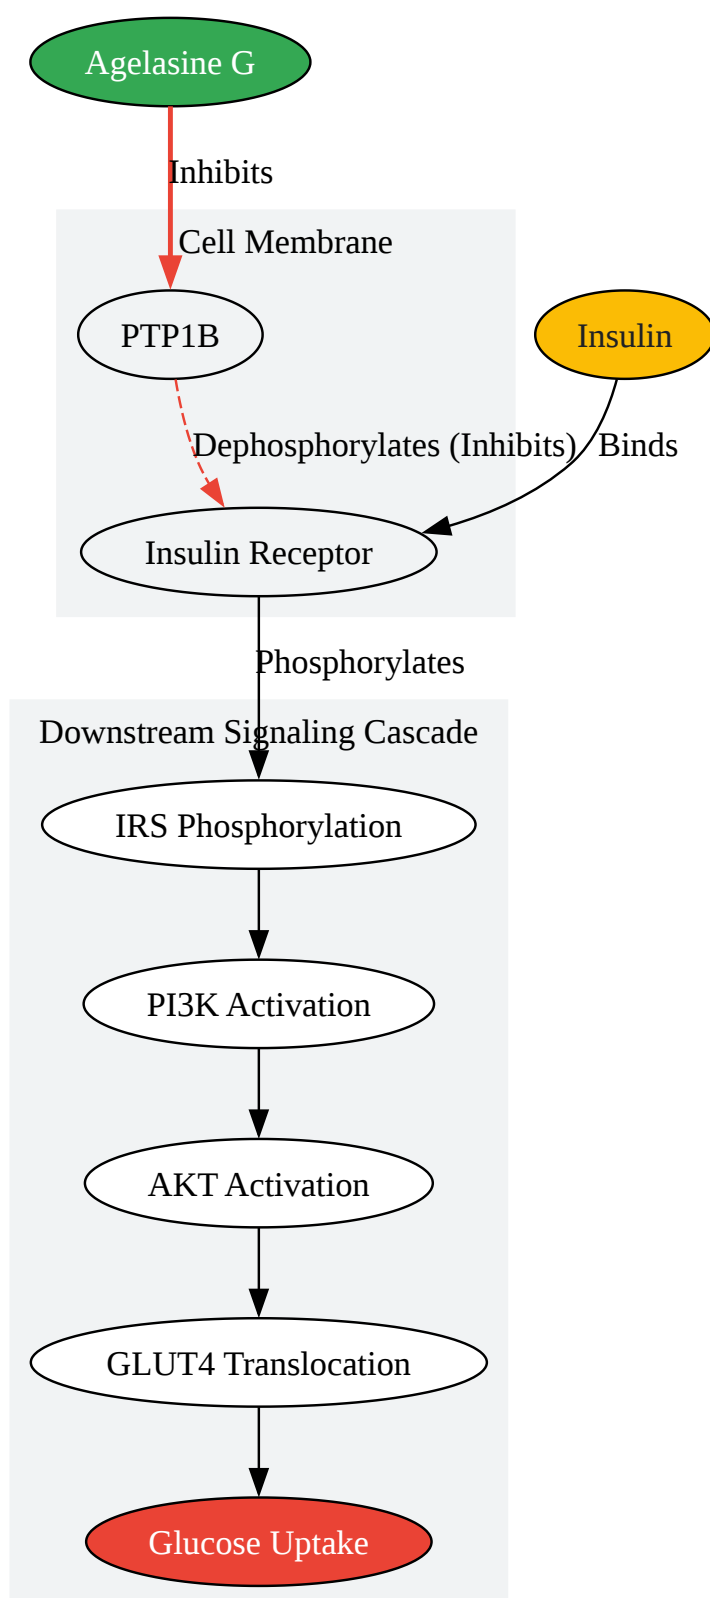 Agelasine G
Inhibits
Cell Membrane
PTP1B
Insulin
Dephosphorylates (Inhibits)
Binds
Insulin Receptor
Phosphorylates
Downstream Signaling Cascade
IRS Phosphorylation
PI3K Activation
AKT Activation
GLUT4 Translocation
Glucose Uptake